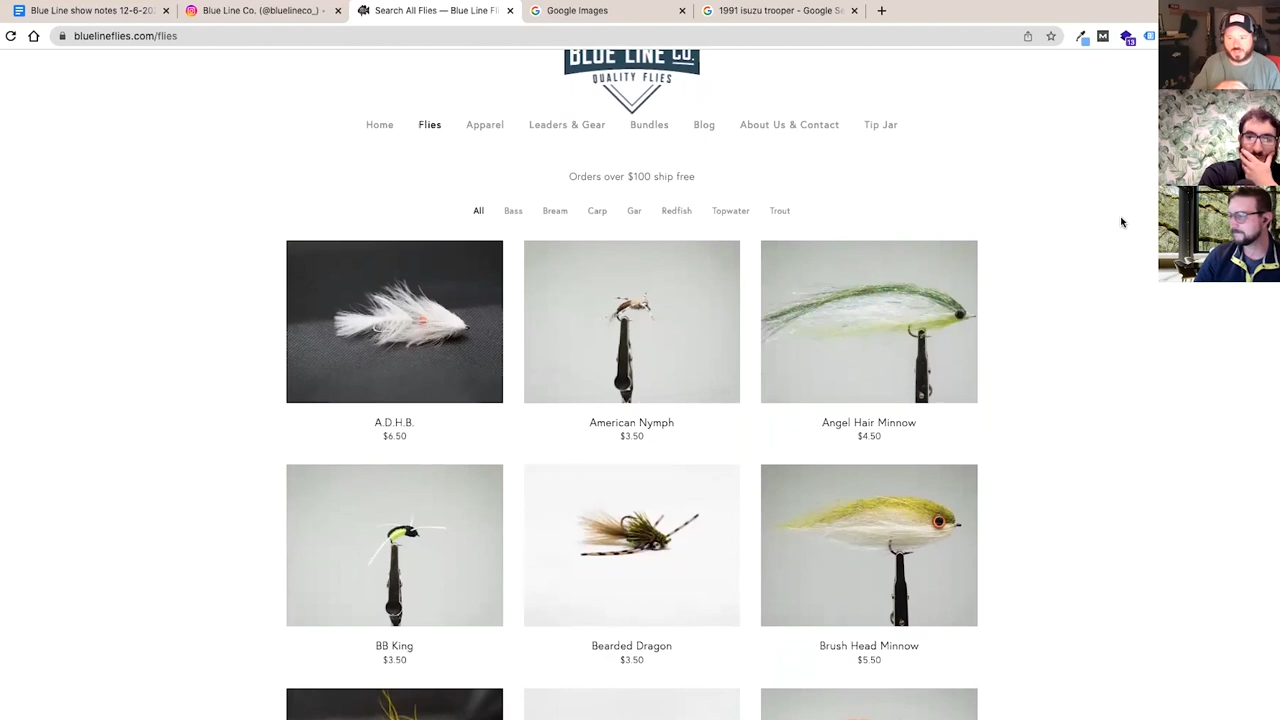 Blue Line show notes 12-6-20
Blue Line Co. (@bluelineco_) •
Search All Flies — Blue Line Fli
Google Images
1991 isuzu trooper - Google Se
bluelineflies.com/flies
M
13
BLUE LINE CO.
QUALITY FLIES
Home
Flies
Apparel
Leaders & Gear
Bundles
Blog
About Us & Contact
Tip Jar
Orders over $100 ship free
All
Bass
Bream
Carp
Gar
Redfish
Topwater
Trout
A.D.H.B.
$6.50
American Nymph
$3.50
Angel Hair Minnow
$4.50
BB King
$3.50
Bearded Dragon
$3.50
Brush Head Minnow
$5.50